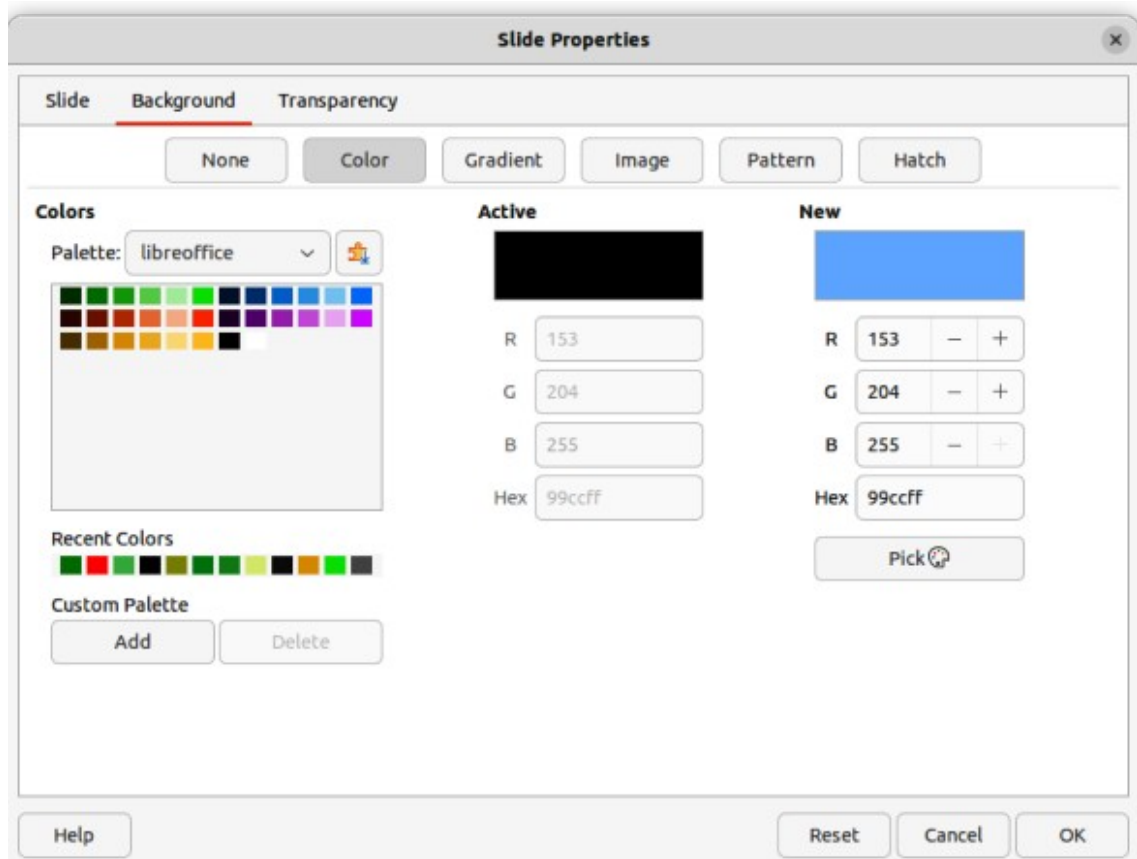 Slide Properties
Slide Background Transparency
None Color Gradient Image Pattern Hatch
Colors
Palette: libreoffice
Recent Colors
Custom Palette
Add Delete
Active
R 153
G 204
B 255
Hex 99ccff
New
R 153 − +
G 204 − +
B 255 − +
Hex 99ccff
Pick
Help Reset Cancel OK